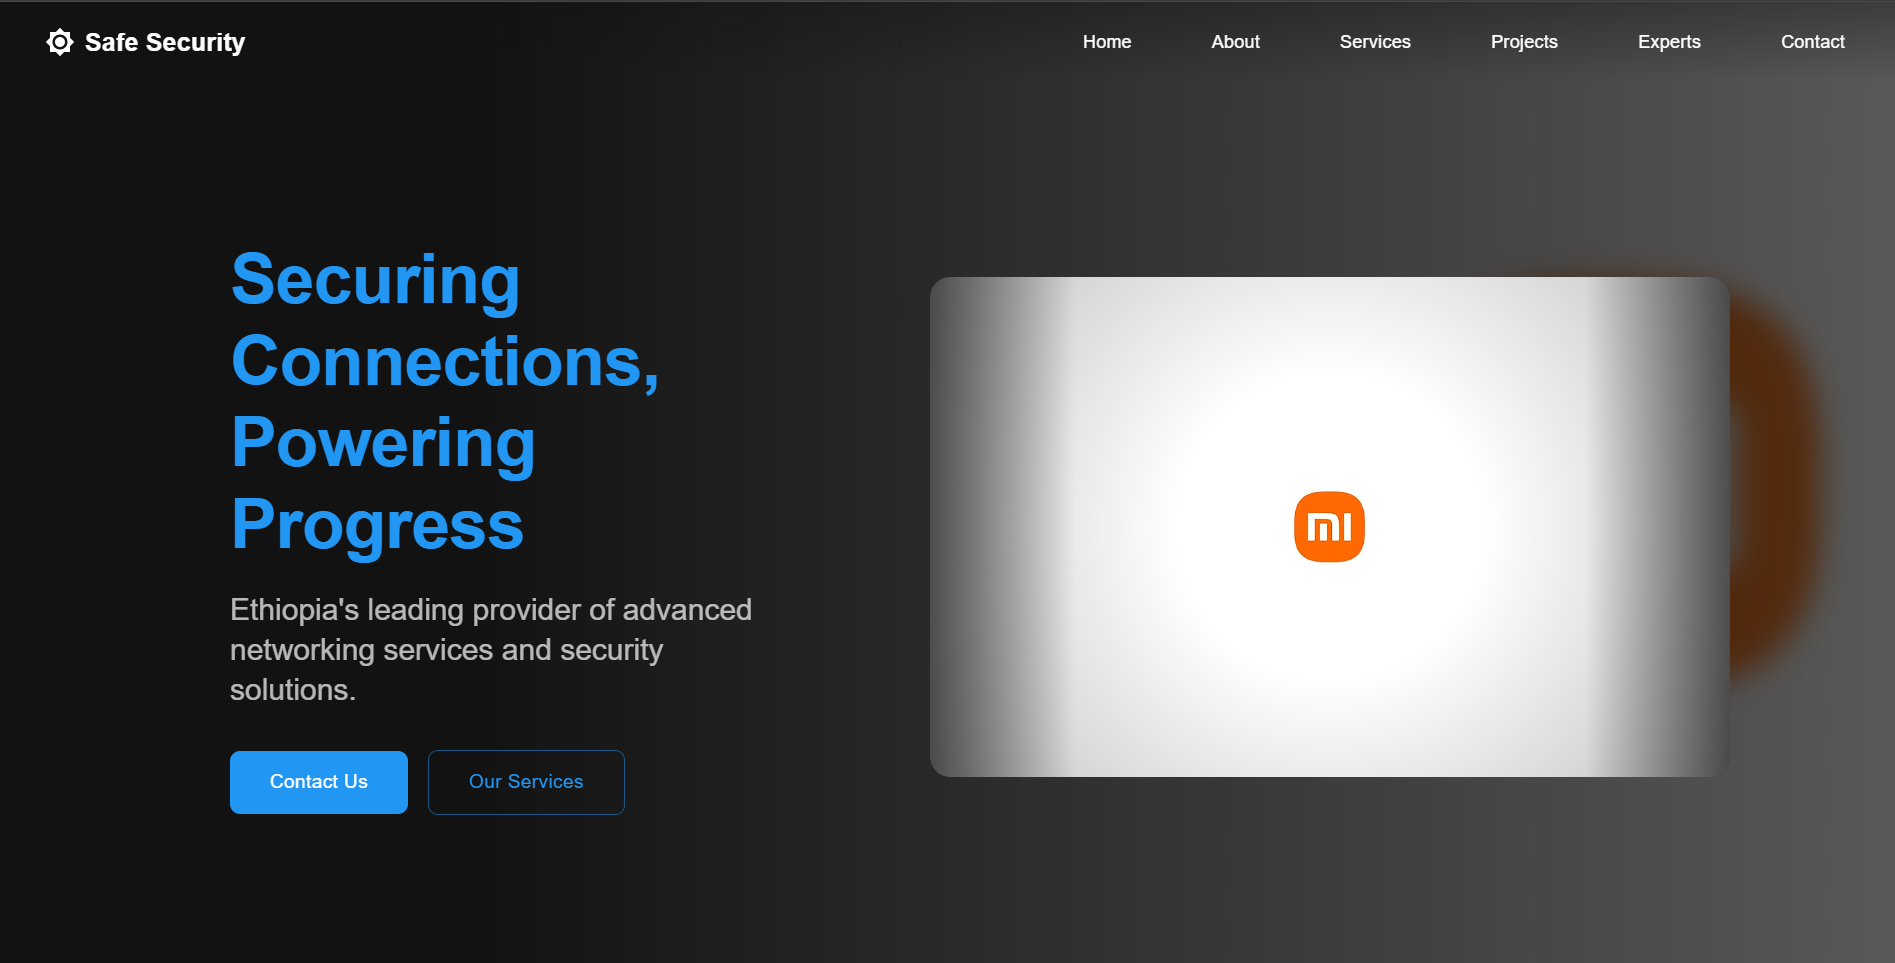 Safe Security
Home About Services Projects Experts Contact
Securing
Connections,
Powering
Progress
Ethiopia's leading provider of advanced
networking services and security
solutions.
Contact Us
Our Services
mi